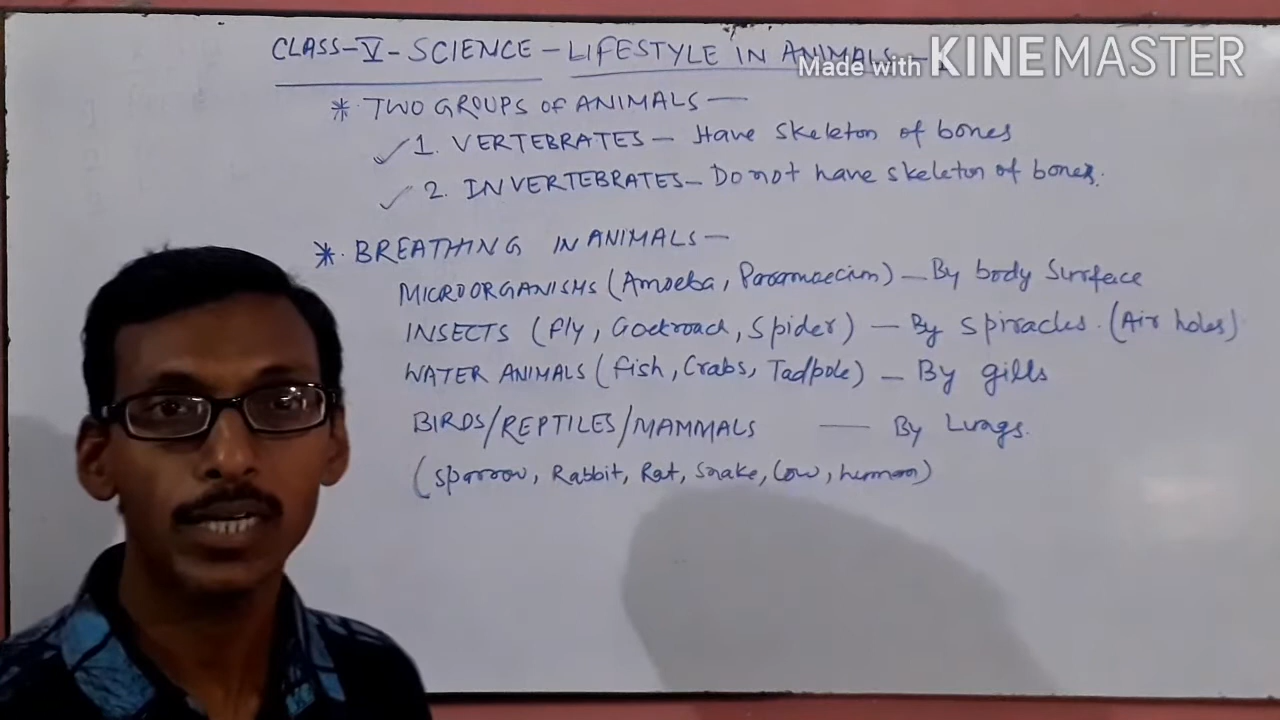 CLASS-V-SCIENCE - LIFESTYLE IN ANIMALS -
Made with KINEMASTER
* TWO GROUPS OF ANIMALS —
1. VERTEBRATES - Have skeleton of bones
2. INVERTEBRATES - Do not have skeleton of bones.
* BREATHING IN ANIMALS —
MICROORGANISMS (Amoeba, Paramaecium) - By body Surface
INSECTS (fly, Cockroach, Spider) - By spiracles. (Air holes)
WATER ANIMALS (fish, Crabs, Tadpole) - By gills
BIRDS/REPTILES/MAMMALS — By Lungs.
(Sparrow, Rabbit, Rat, Snake, Cow, human)